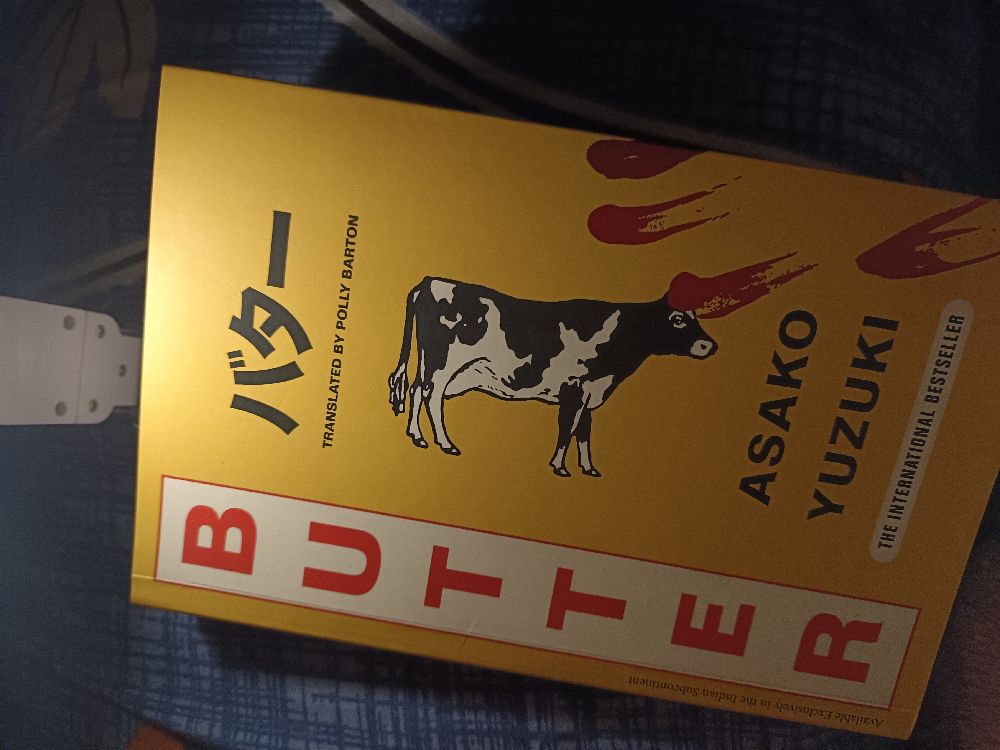 BUTTER
バター
TRANSLATED BY POLLY BARTON
ASAKO
YUZUKI
THE INTERNATIONAL BESTSELLER
Available Exclusively in the Indian Subcontinent